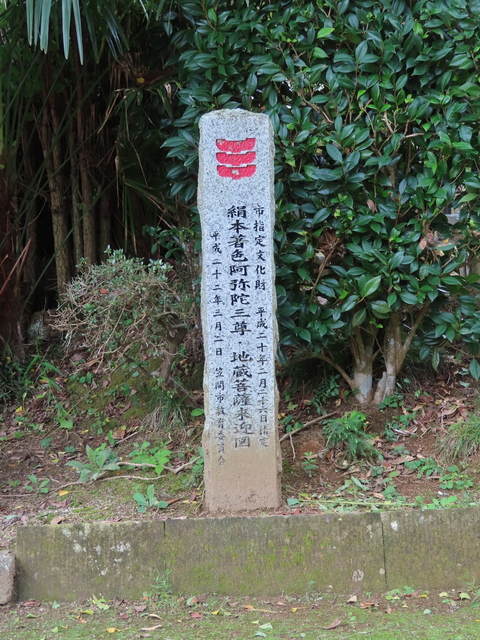 市指定文化財 平成二十年二月二十六日指定
絹本著色阿弥陀三尊・地蔵菩薩来迎図
平成二十二年三月二日 笠間市教育委員会